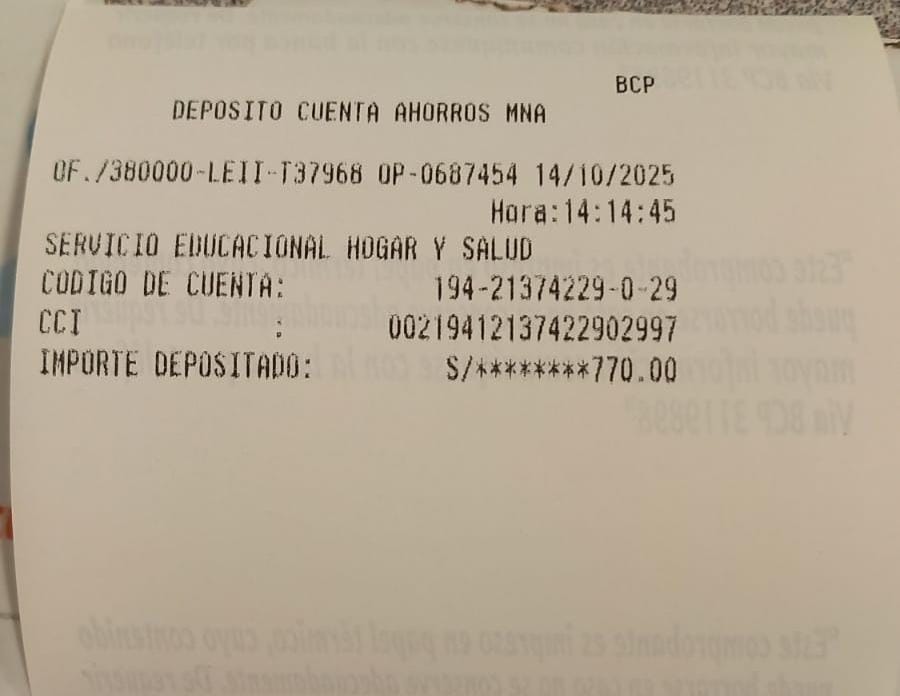 BCP
DEPOSITO CUENTA AHORROS MNA
OF./380000-LEII-T37968 OP-0687454 14/10/2025
Hora:14:14:45
SERVICIO EDUCACIONAL HOGAR Y SALUD
CODIGO DE CUENTA: 194-21374229-0-29
CCI : 00219412137422902997
IMPORTE DEPOSITADO: S/********770.00